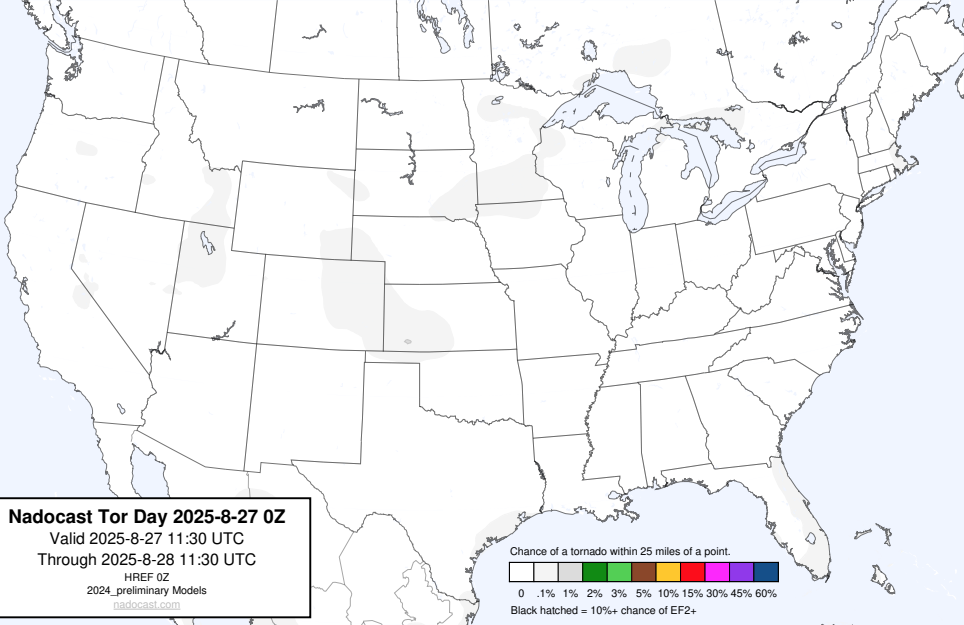 Nadocast Tor Day 2025-8-27 0Z
Valid 2025-8-27 11:30 UTC
Through 2025-8-28 11:30 UTC
HREF 0Z
2024_preliminary Models
nadocast.com
Chance of a tornado within 25 miles of a point.
0 .1% 1% 2% 3% 5% 10% 15% 30% 45% 60%
Black hatched = 10%+ chance of EF2+